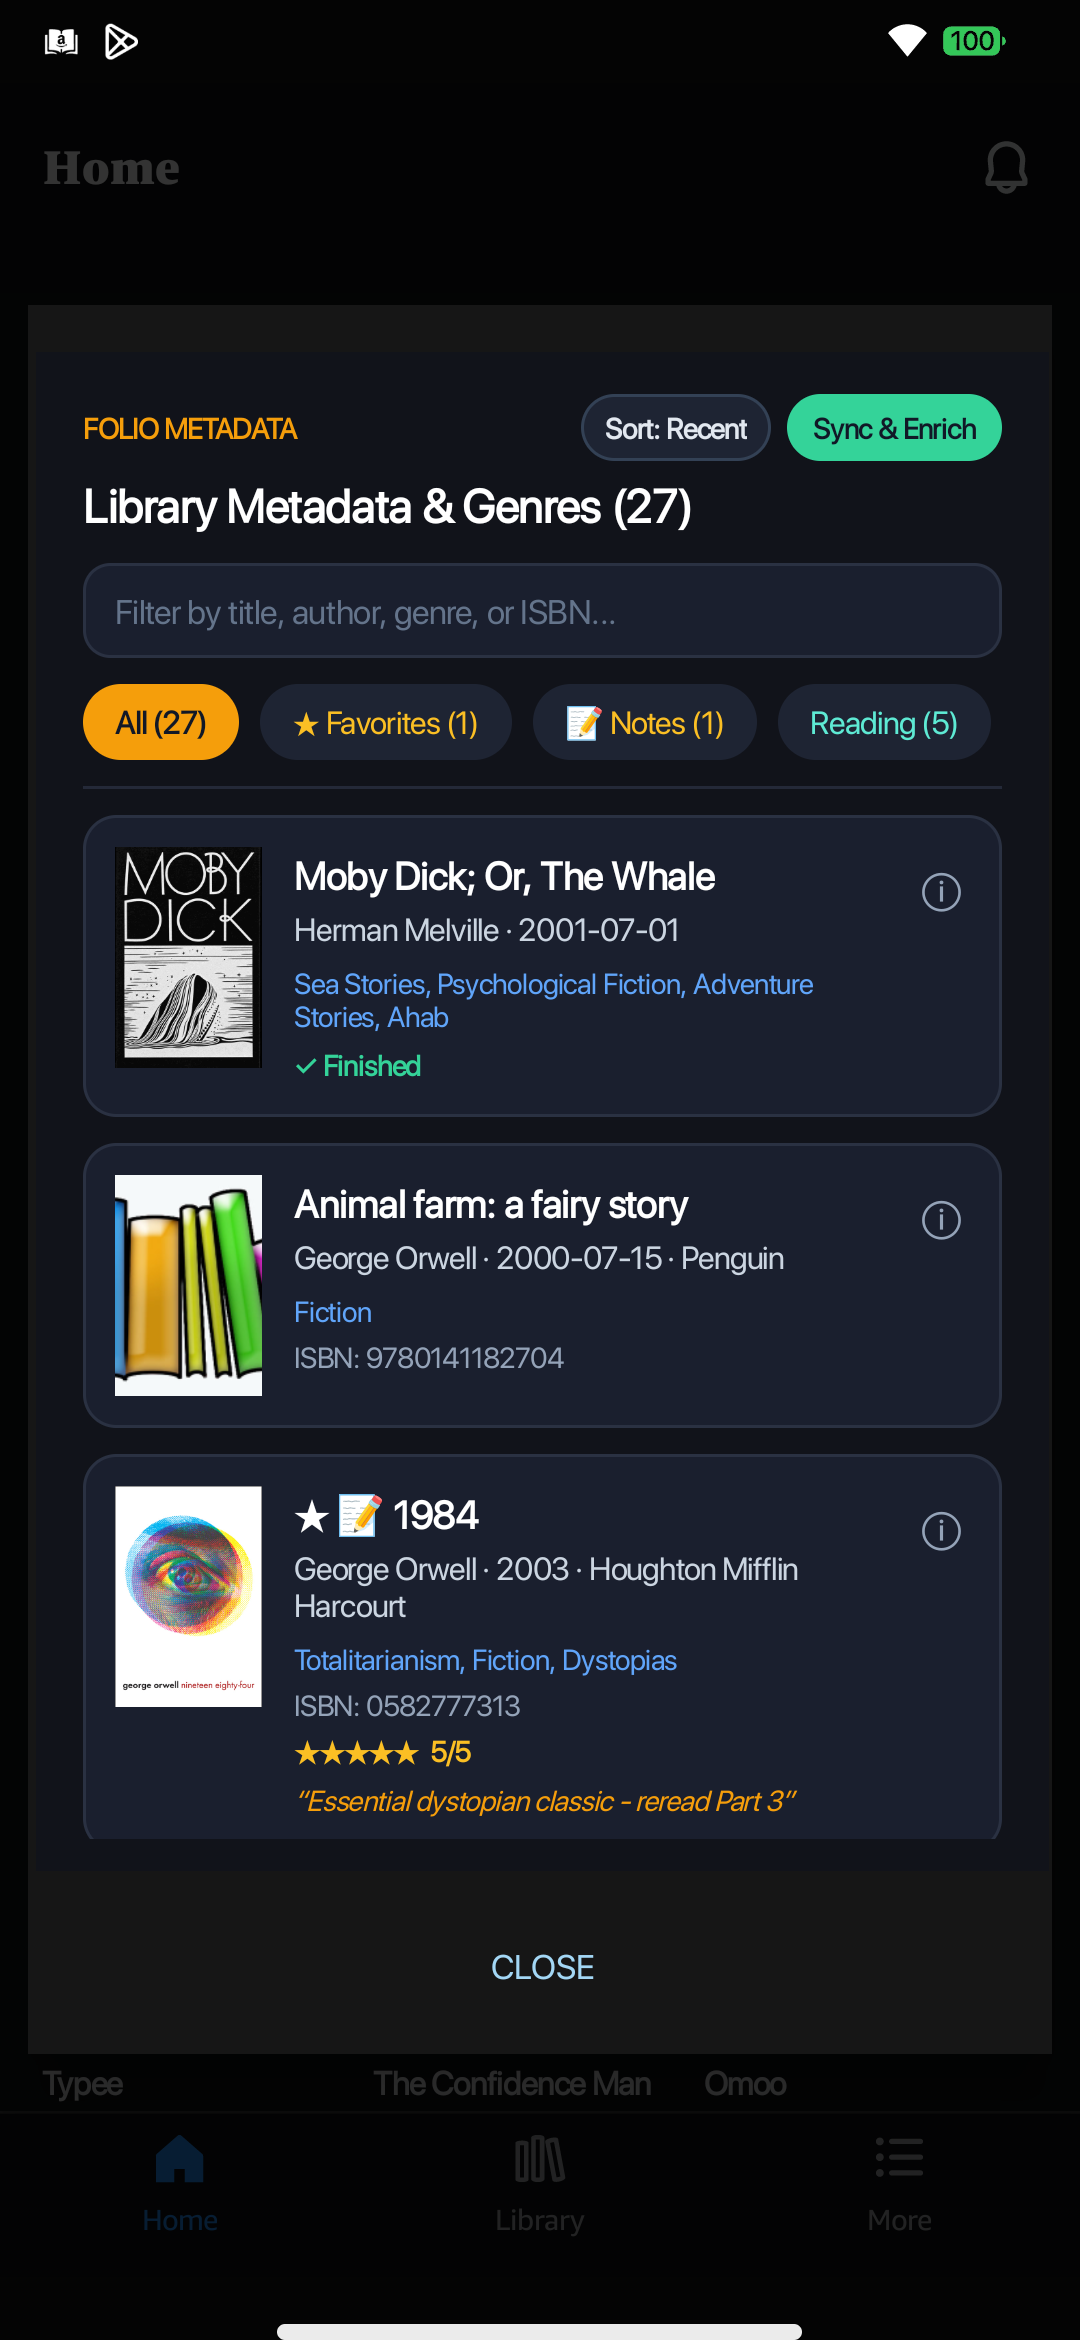 100
Home
FOLIO METADATA
Sort: Recent
Sync & Enrich
Library Metadata & Genres (27)
Filter by title, author, genre, or ISBN...
All (27)
★ Favorites (1)
📝 Notes (1)
Reading (5)
MOBY
DICK
Moby Dick; Or, The Whale
Herman Melville · 2001-07-01
Sea Stories, Psychological Fiction, Adventure
Stories, Ahab
✓ Finished
Animal farm: a fairy story
George Orwell · 2000-07-15 · Penguin
Fiction
ISBN: 9780141182704
george orwell nineteen eighty-four
★ 📝 1984
George Orwell · 2003 · Houghton Mifflin
Harcourt
Totalitarianism, Fiction, Dystopias
ISBN: 0582777313
★★★★★ 5/5
“Essential dystopian classic - reread Part 3”
CLOSE
Typee
The Confidence Man
Omoo
Home
Library
More